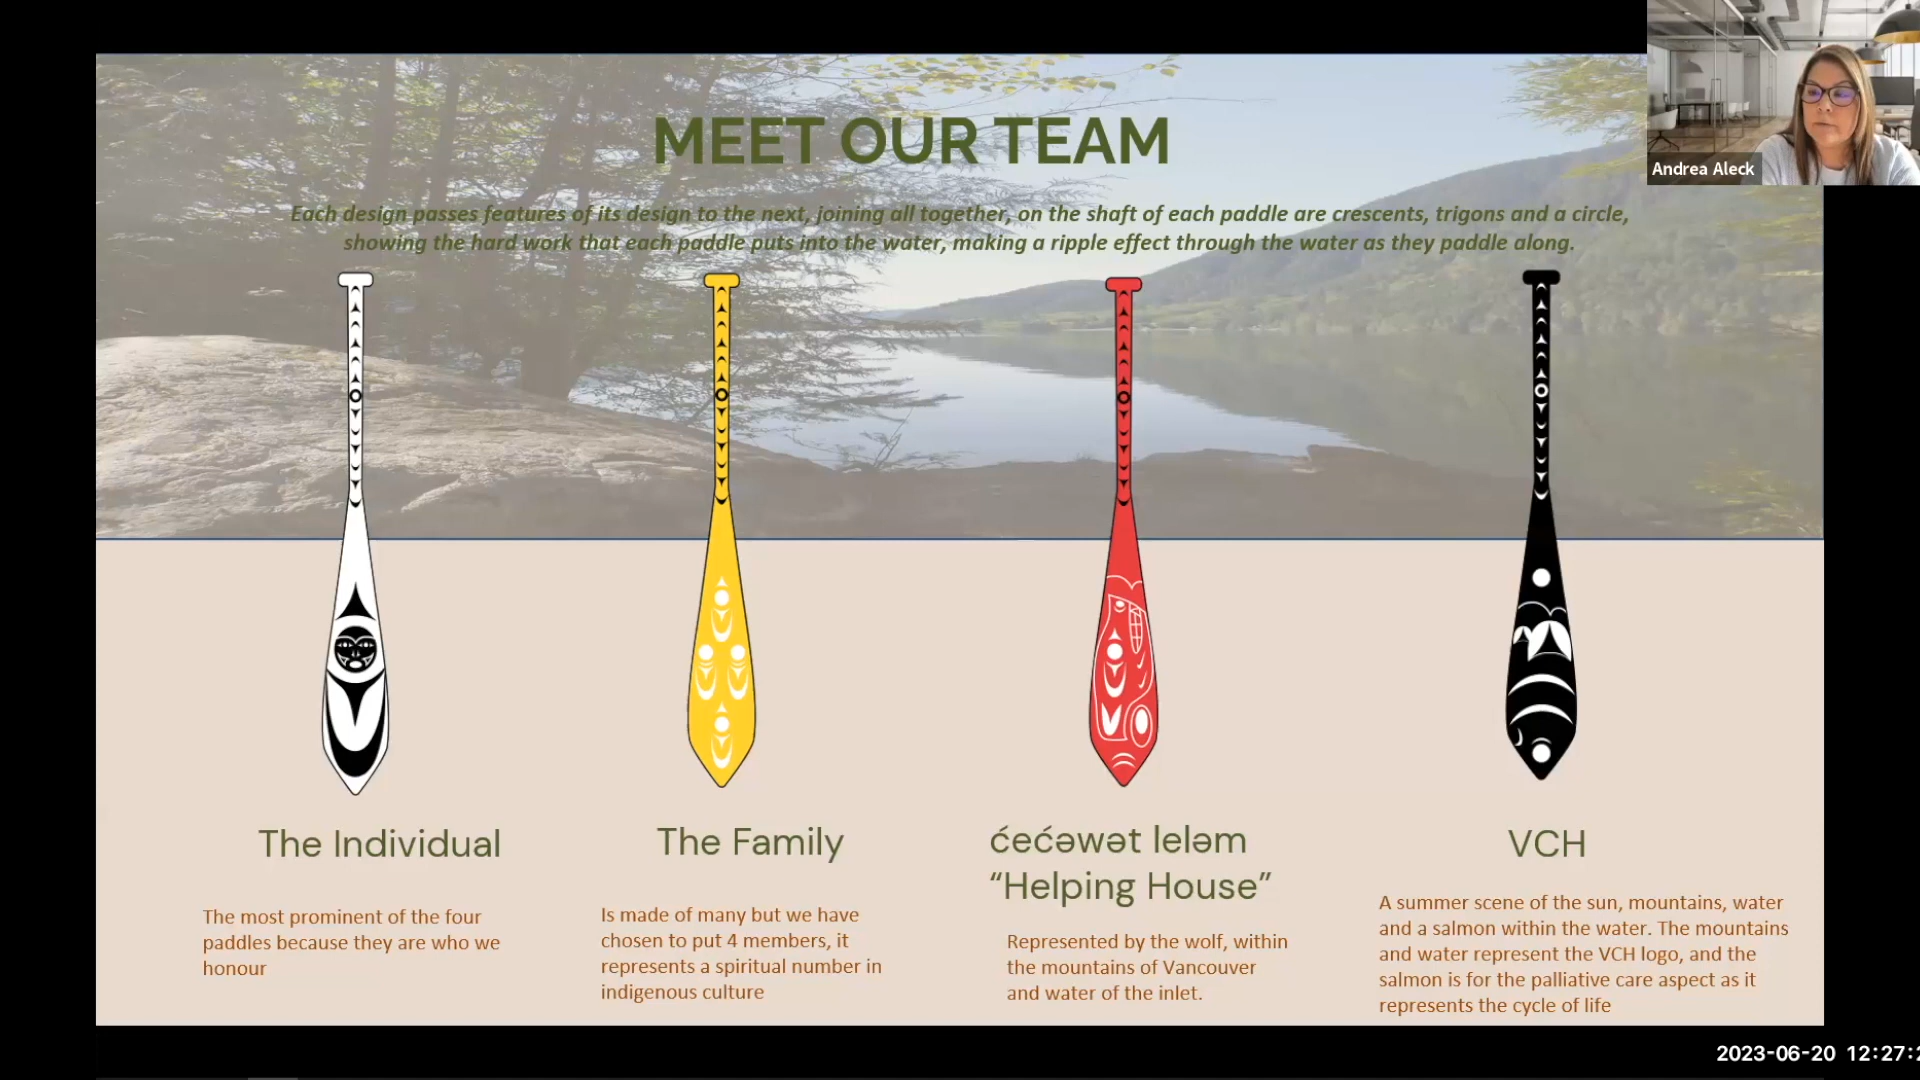 Andrea Aleck
MEET OUR TEAM
Each design passes features of its design to the next, joining all together, on the shaft of each paddle are crescents, trigons and a circle,
showing the hard work that each paddle puts into the water, making a ripple effect through the water as they paddle along.
The Individual
The most prominent of the four
paddles because they are who we
honour
The Family
Is made of many but we have
chosen to put 4 members, it
represents a spiritual number in
indigenous culture
ćećəwət leləm
“Helping House”
Represented by the wolf, within
the mountains of Vancouver
and water of the inlet.
VCH
A summer scene of the sun, mountains, water
and a salmon within the water. The mountains
and water represent the VCH logo, and the
salmon is for the palliative care aspect as it
represents the cycle of life
2023-06-20 12:27:2